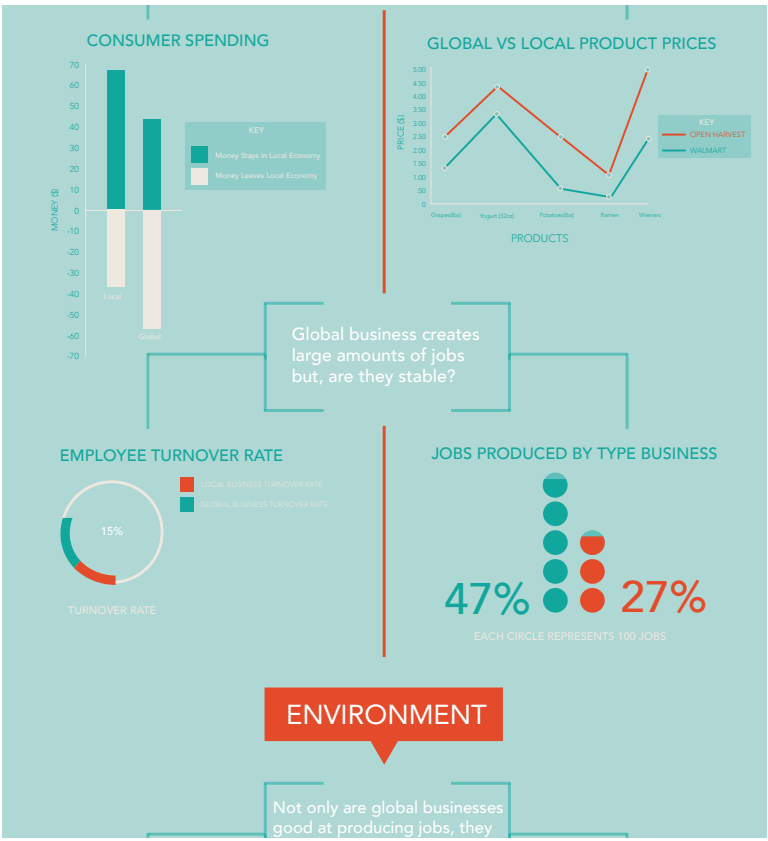 CONSUMER SPENDING
70
60
50
40
30
20
10
0
-10
-20
-30
-40
-50
-60
-70
MONEY ($)
Local
Global
KEY
Money Stays In Local Economy
Money Leaves Local Economy
GLOBAL VS LOCAL PRODUCT PRICES
5.00
4.50
4.00
3.50
3.00
2.50
2.00
1.50
1.00
.50
0
PRICE ($)
Grapes(lbs)
Yogurt (32oz)
Potatoes(lbs)
Ramen
Wieners
PRODUCTS
KEY
OPEN HARVEST
WALMART
Global business creates
large amounts of jobs
but, are they stable?
EMPLOYEE TURNOVER RATE
LOCAL BUSINESS TURNOVER RATE
GLOBAL BUSINESS TURNOVER RATE
15%
TURNOVER RATE
JOBS PRODUCED BY TYPE BUSINESS
47%
27%
EACH CIRCLE REPRESENTS 100 JOBS
ENVIRONMENT
Not only are global businesses
good at producing jobs, they